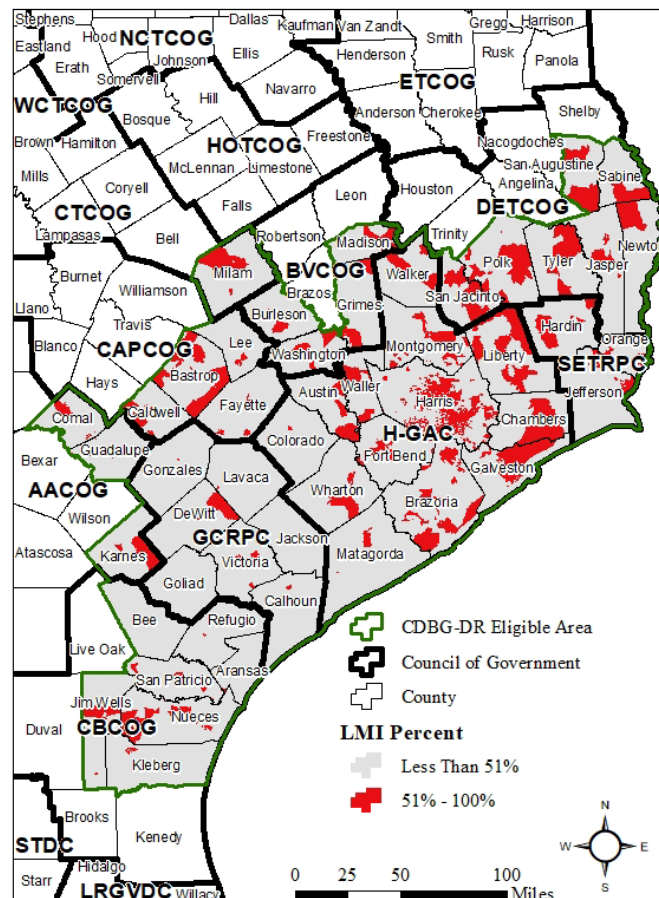 Stephens
Hood
NCTCOG
Dallas
Kaufman
Van Zandt
Gregg
Harrison
Eastland
Johnson
Ellis
Henderson
Smith
Rusk
Panola
Erath
Somervell
Hill
Navarro
ETCOG
WCTCOG
Bosque
Anderson
Cherokee
Shelby
Brown
Hamilton
HOTCOG
Freestone
Nacogdoches
Mills
McLennan
Limestone
San Augustine
Sabine
Coryell
Leon
Houston
Angelina
CTCOG
Falls
DETCOG
Lampasas
Bell
Robertson
Madison
Trinity
Newto
Burnet
Milam
BVCOG
Walker
Polk
Tyler
Jasper
Williamson
Brazos
Grimes
San Jacinto
Llano
Burleson
Travis
Lee
Washington
Montgomery
Liberty
Hardin
Orange
Blanco
CAPCOG
Bastrop
Waller
SETRPC
Hays
Austin
Harris
Jefferson
Caldwell
Fayette
Chambers
Comal
Colorado
H-GAC
Guadalupe
Fort Bend
Bexar
Gonzales
Lavaca
Galveston
AACOG
Wharton
Brazoria
Wilson
DeWitt
GCRPC
Jackson
Atascosa
Karnes
Victoria
Matagorda
Goliad
Calhoun
Bee
Refugio
CDBG-DR Eligible Area
Live Oak
Aransas
Council of Government
San Patricio
County
Jim Wells
Nueces
LMI Percent
Duval
CBCOG
Less Than 51%
Kleberg
51% - 100%
Brooks
Kenedy
N
W
E
S
STDC
Hidalgo
Starr
LRGVDC
Willacy
0 25 50 100
Miles